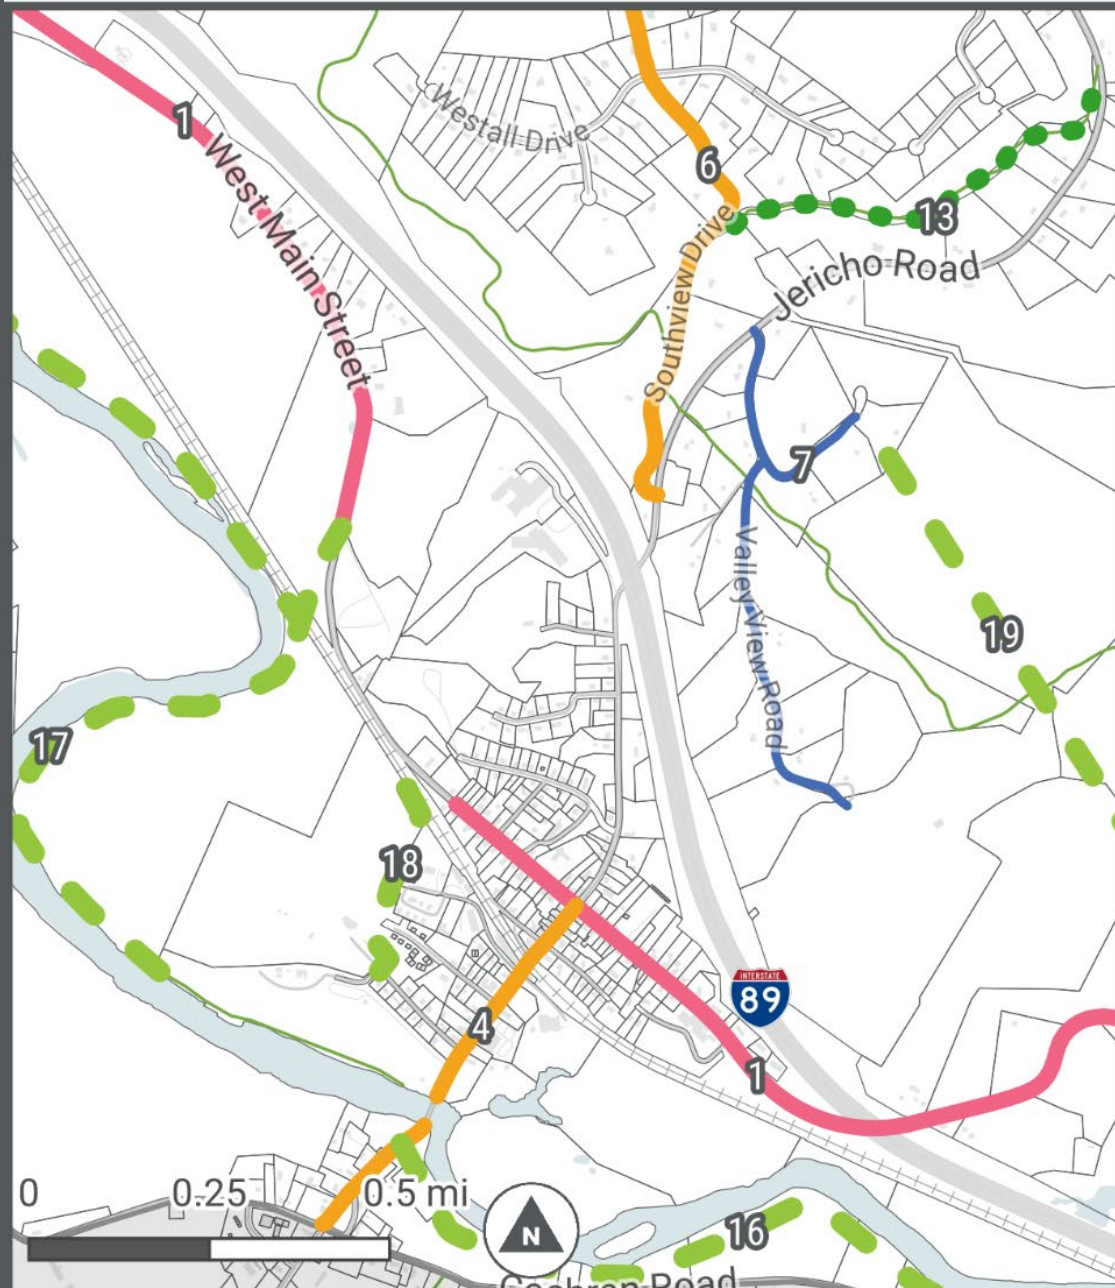 1
West Main Street
Westall Drive
6
Southview Drive
13
Jericho Road
7
Valley View Road
19
17
18
INTERSTATE
89
4
1
0 0.25 0.5 mi
N
16
Cochran Road